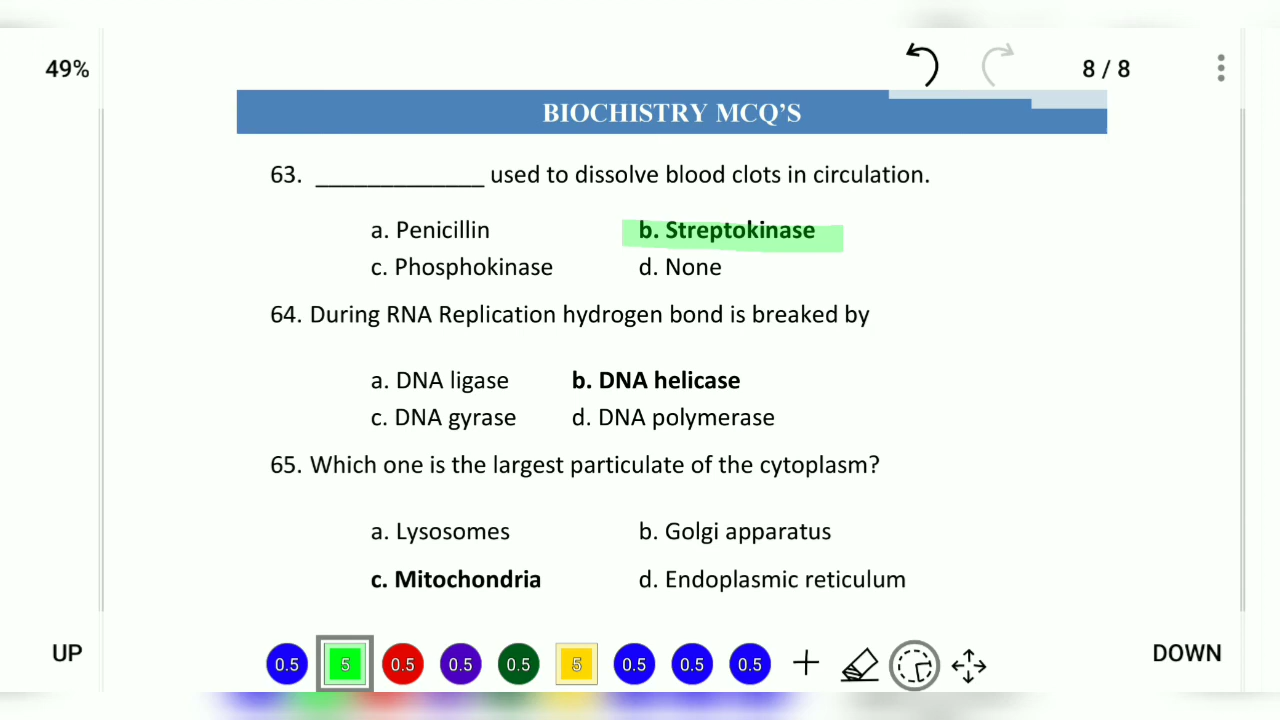 49%
8 / 8
BIOCHISTRY MCQ'S
63. _____________ used to dissolve blood clots in circulation.
a. Penicillin b. Streptokinase
c. Phosphokinase d. None
64. During RNA Replication hydrogen bond is breaked by
a. DNA ligase b. DNA helicase
c. DNA gyrase d. DNA polymerase
65. Which one is the largest particulate of the cytoplasm?
a. Lysosomes b. Golgi apparatus
c. Mitochondria d. Endoplasmic reticulum
UP
0.5 5 0.5 0.5 0.5 5 0.5 0.5 0.5
DOWN